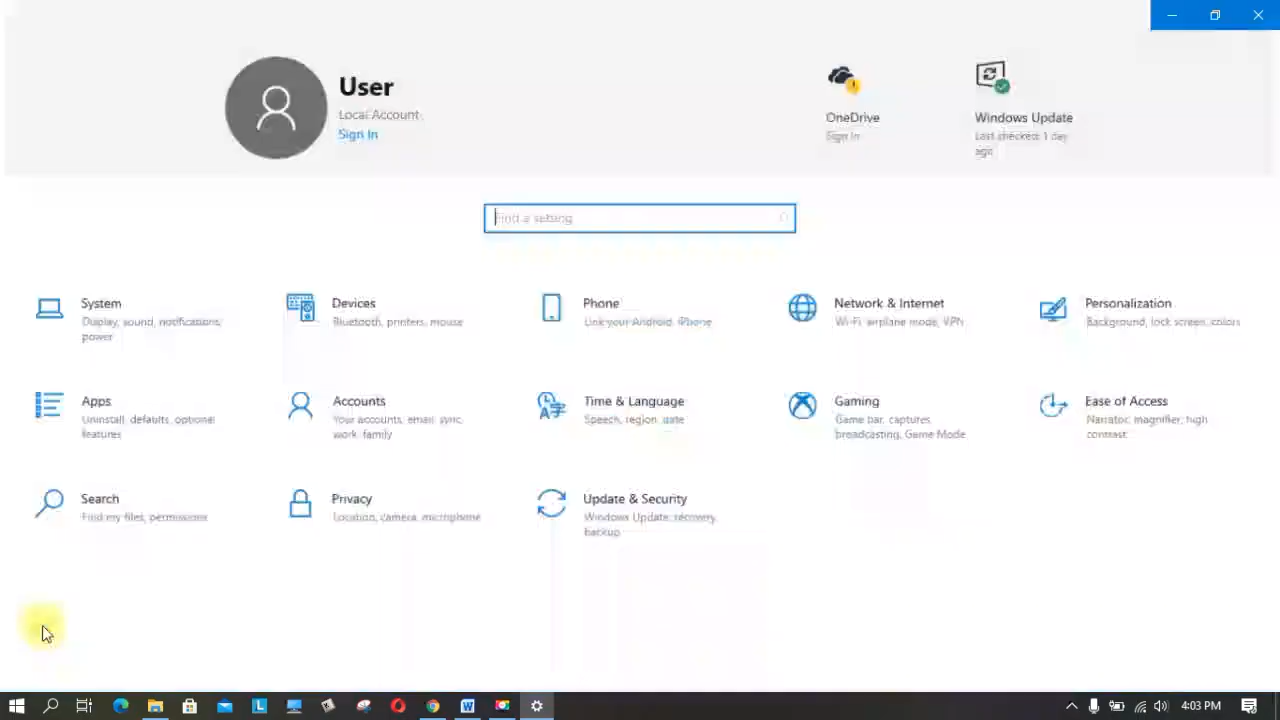 User
Local Account
Sign In
OneDrive
Sign In
Windows Update
Last checked: 1 day
ago
Find a setting
System
Display, sound, notifications,
power
Devices
Bluetooth, printers, mouse
Phone
Link your Android, iPhone
Network & Internet
Wi-Fi, airplane mode, VPN
Personalization
Background, lock screen, colors
Apps
Uninstall, defaults, optional
features
Accounts
Your accounts, email, sync,
work, family
Time & Language
Speech, region, date
Gaming
Game bar, captures,
broadcasting, Game Mode
Ease of Access
Narrator, magnifier, high
contrast
Search
Find my files, permissions
Privacy
Location, camera, microphone
Update & Security
Windows Update, recovery,
backup
4:03 PM